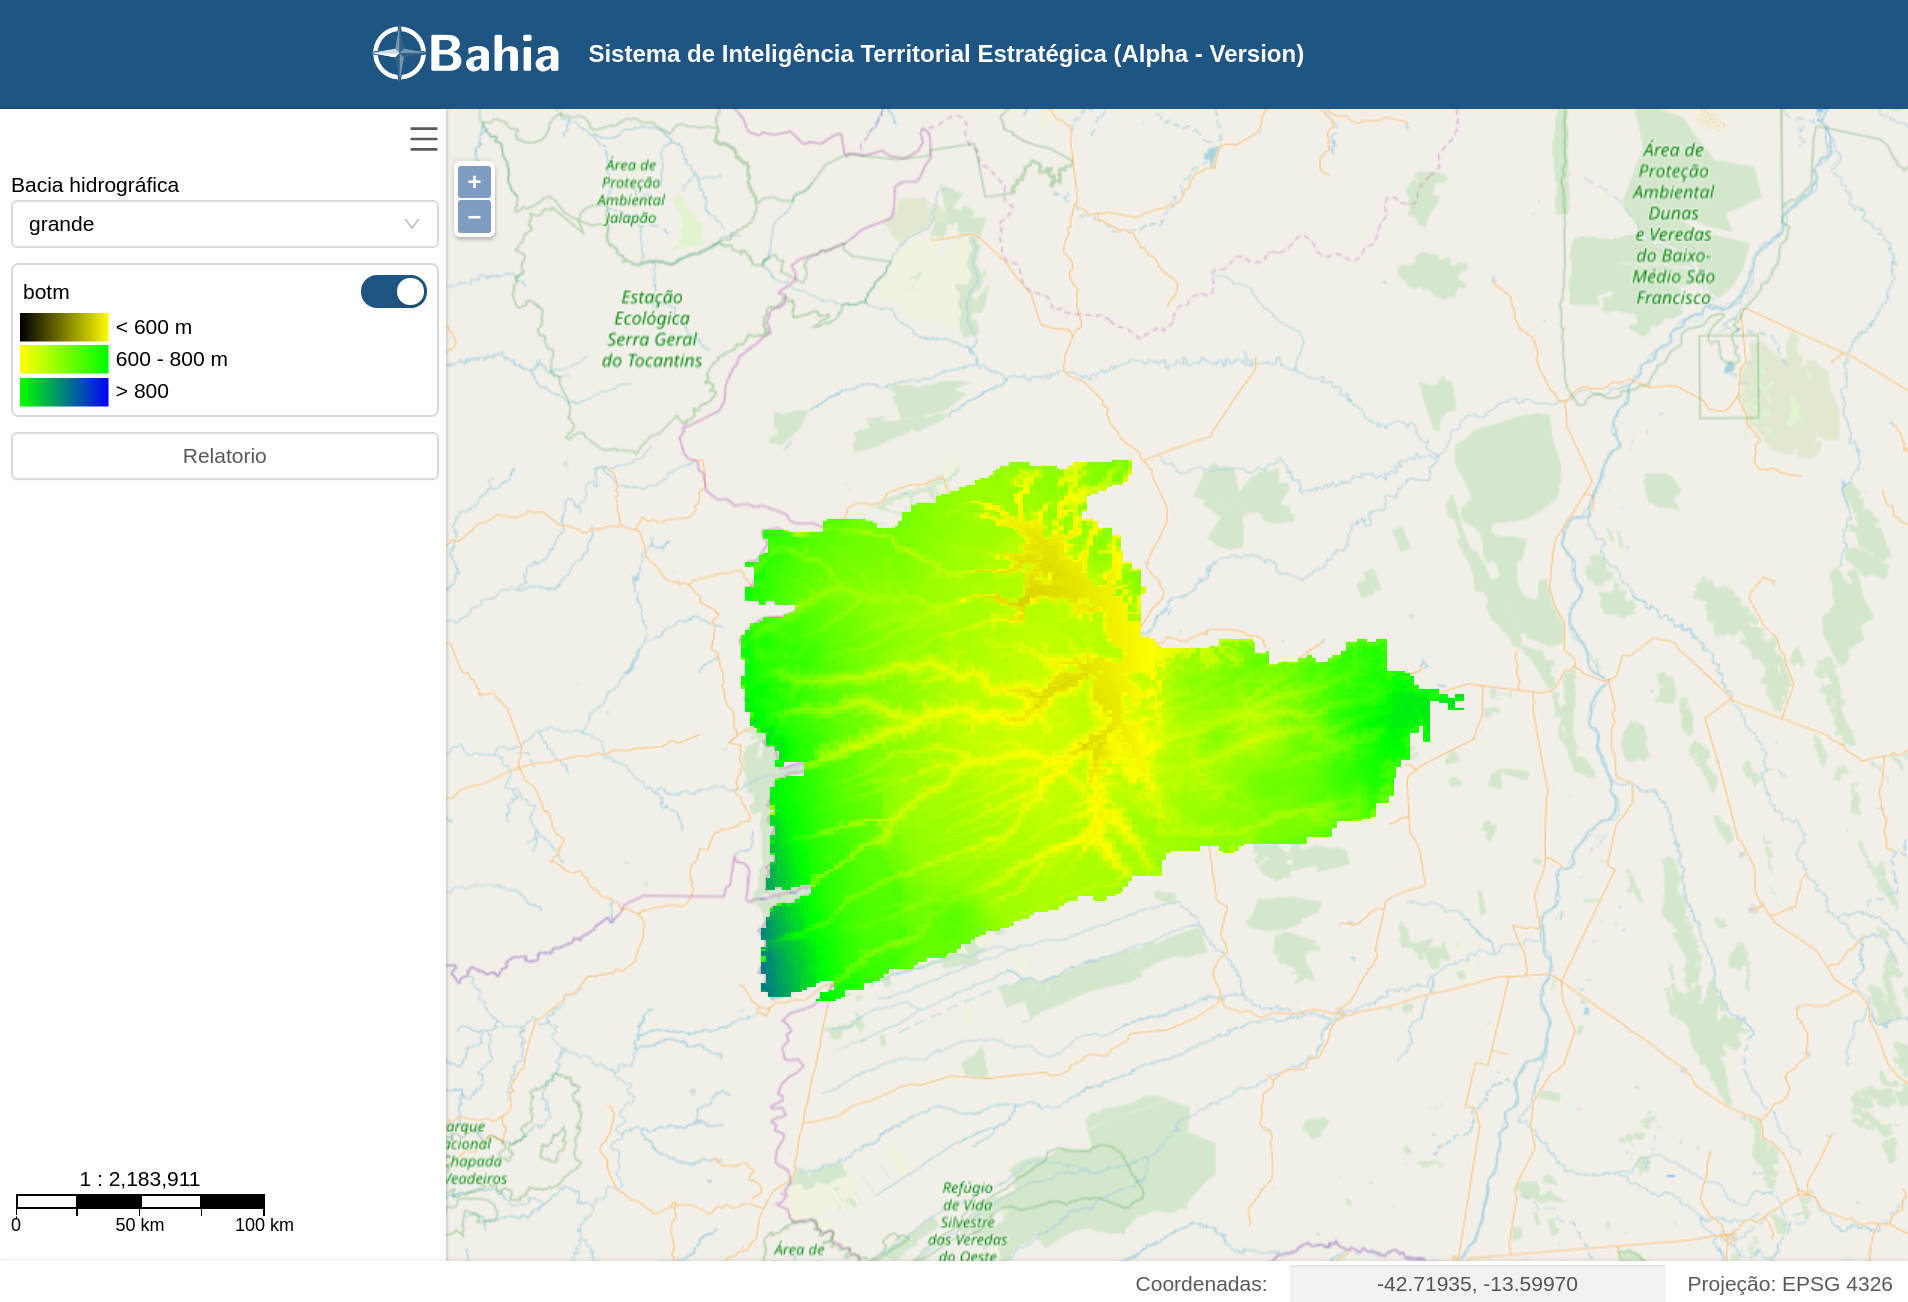 Bahia
Sistema de Inteligência Territorial Estratégica (Alpha - Version)
Bacia hidrográfica
grande
botm
< 600 m
600 - 800 m
> 800
Relatorio
1 : 2,183,911
0 50 km 100 km
+
−
Área de
Proteção
Ambiental
Jalapão
Estação
Ecológica
Serra Geral
do Tocantins
Área de
Proteção
Ambiental
Dunas
e Veredas
do Baixo-
Médio São
Francisco
arque
acional
Chapada
Veadeiros
Refúgio
de Vida
Silvestre
das Veredas
do Oeste
Área de
Coordenadas: -42.71935, -13.59970 Projeção: EPSG 4326